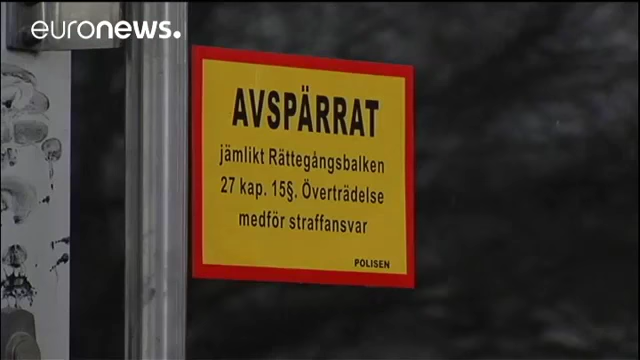 euronews.
AVSPÄRRAT
jämlikt Rättegångsbalken
27 kap. 15§. Överträdelse
medför straffansvar
POLISEN